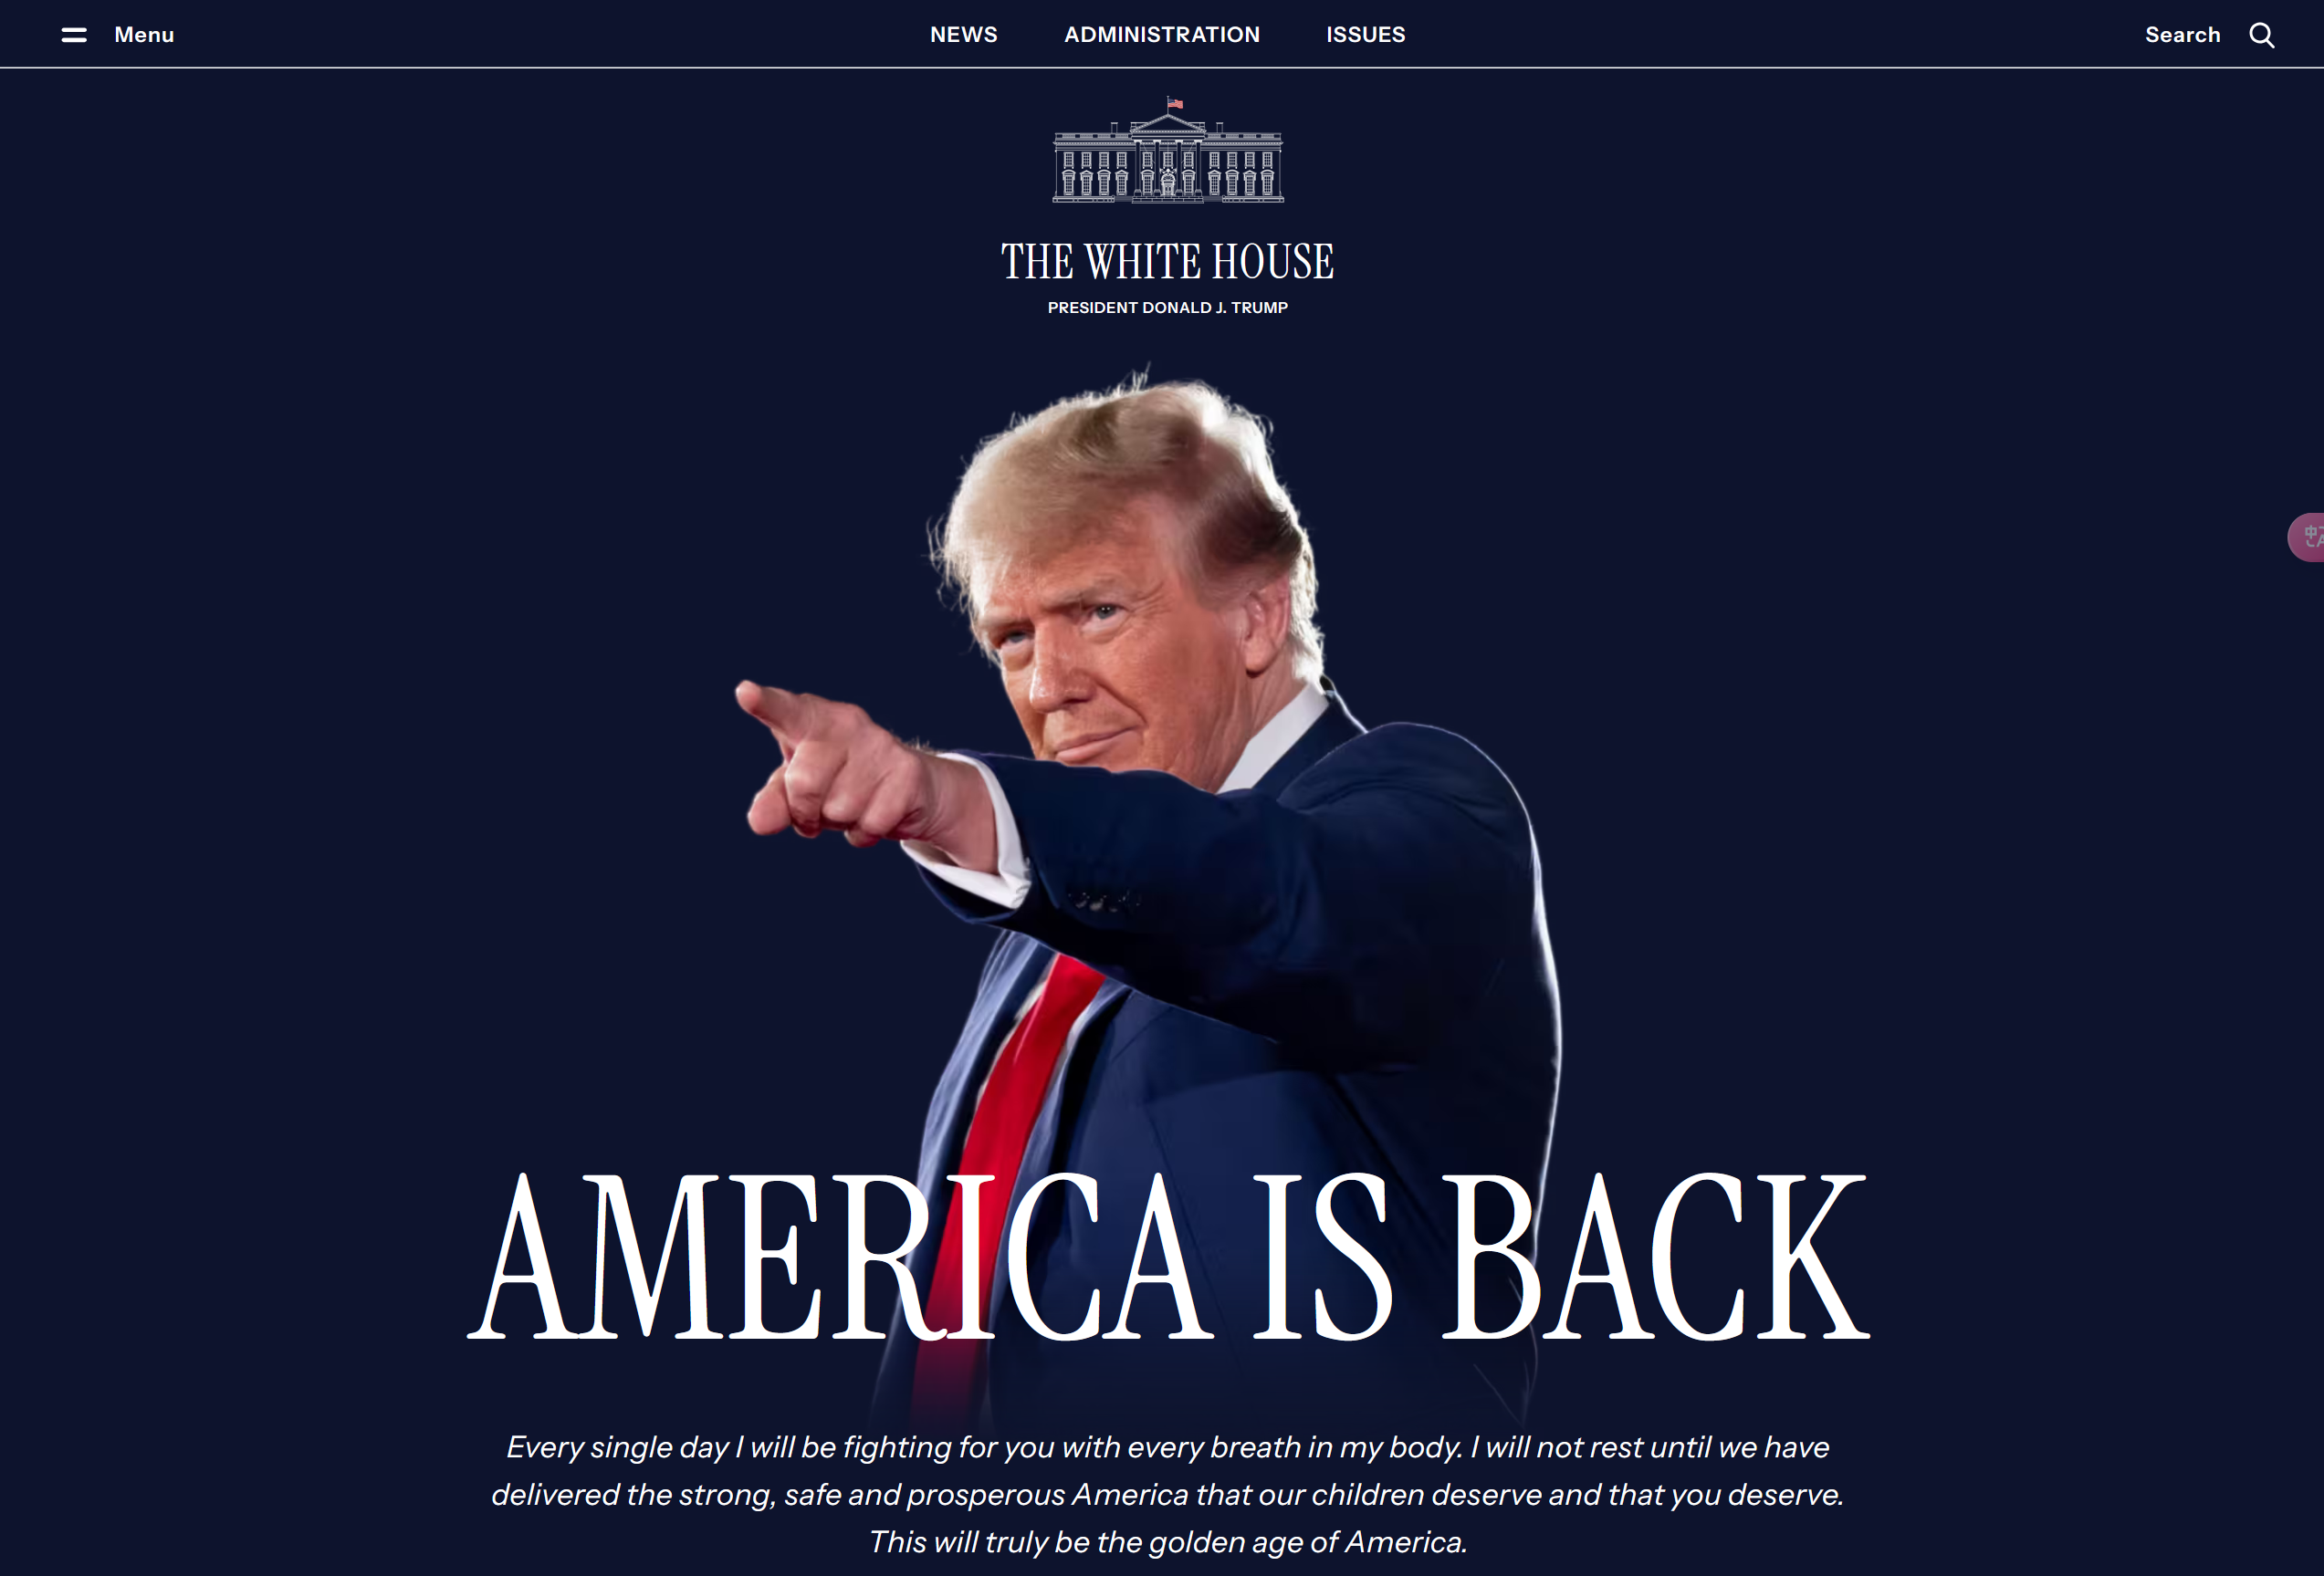 Menu
NEWS
ADMINISTRATION
ISSUES
Search
THE WHITE HOUSE
PRESIDENT DONALD J. TRUMP
AMERICA IS BACK
Every single day I will be fighting for you with every breath in my body. I will not rest until we have
delivered the strong, safe and prosperous America that our children deserve and that you deserve.
This will truly be the golden age of America.